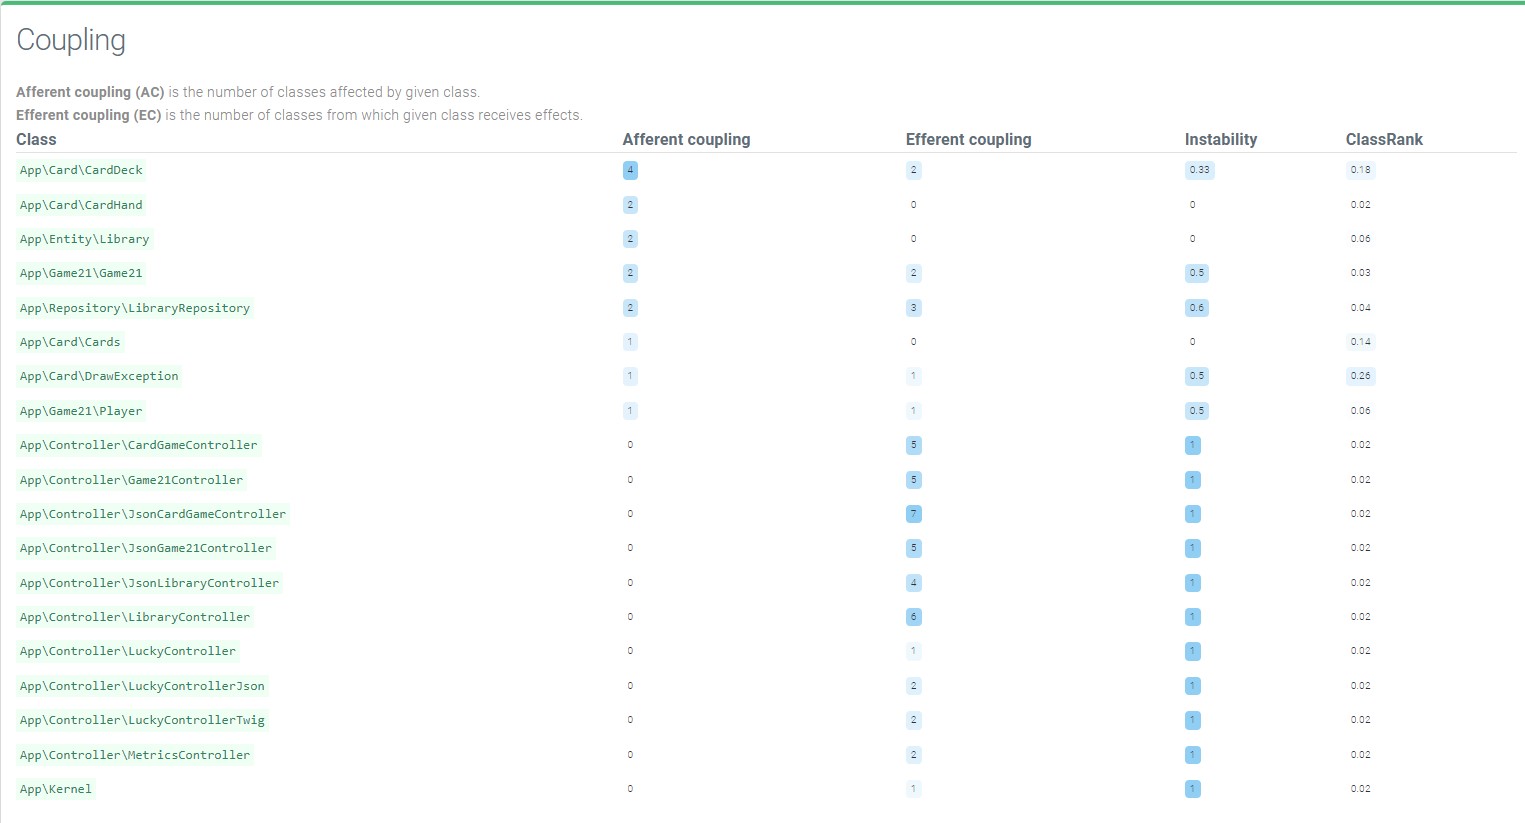 Coupling
Afferent coupling (AC) is the number of classes affected by given class.
Efferent coupling (EC) is the number of classes from which given class receives effects.
Class Afferent coupling Efferent coupling Instability ClassRank
App\Card\CardDeck 4 2 0.33 0.18
App\Card\CardHand 2 0 0 0.02
App\Entity\Library 2 0 0 0.06
App\Game21\Game21 2 2 0.5 0.03
App\Repository\LibraryRepository 2 3 0.6 0.04
App\Card\Cards 1 0 0 0.14
App\Card\DrawException 1 1 0.5 0.26
App\Game21\Player 1 1 0.5 0.06
App\Controller\CardGameController 0 5 1 0.02
App\Controller\Game21Controller 0 5 1 0.02
App\Controller\JsonCardGameController 0 7 1 0.02
App\Controller\JsonGame21Controller 0 5 1 0.02
App\Controller\JsonLibraryController 0 4 1 0.02
App\Controller\LibraryController 0 6 1 0.02
App\Controller\LuckyController 0 1 1 0.02
App\Controller\LuckyControllerJson 0 2 1 0.02
App\Controller\LuckyControllerTwig 0 2 1 0.02
App\Controller\MetricsController 0 2 1 0.02
App\Kernel 0 1 1 0.02